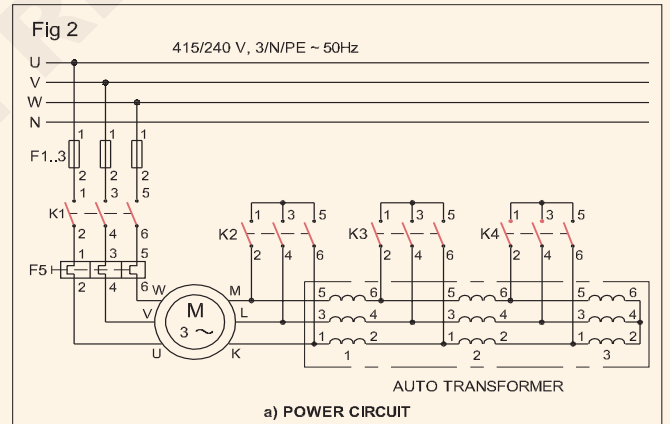 Fig 2
415/240 V, 3/N/PE ~ 50Hz
U
V
W
N
1 1 1
F1..3
2 2 2
1 3 5
K1
2 4 6
1 3 5
K2
2 4 6
1 3 5
K3
2 4 6
1 3 5
K4
2 4 6
1 3 5
F5
2 4 6
W M
V L
U K
M
3 ~
5 6 5 6 5 6
3 4 3 4 3 4
1 2 1 2 1 2
1 2 3
AUTO TRANSFORMER
a) POWER CIRCUIT